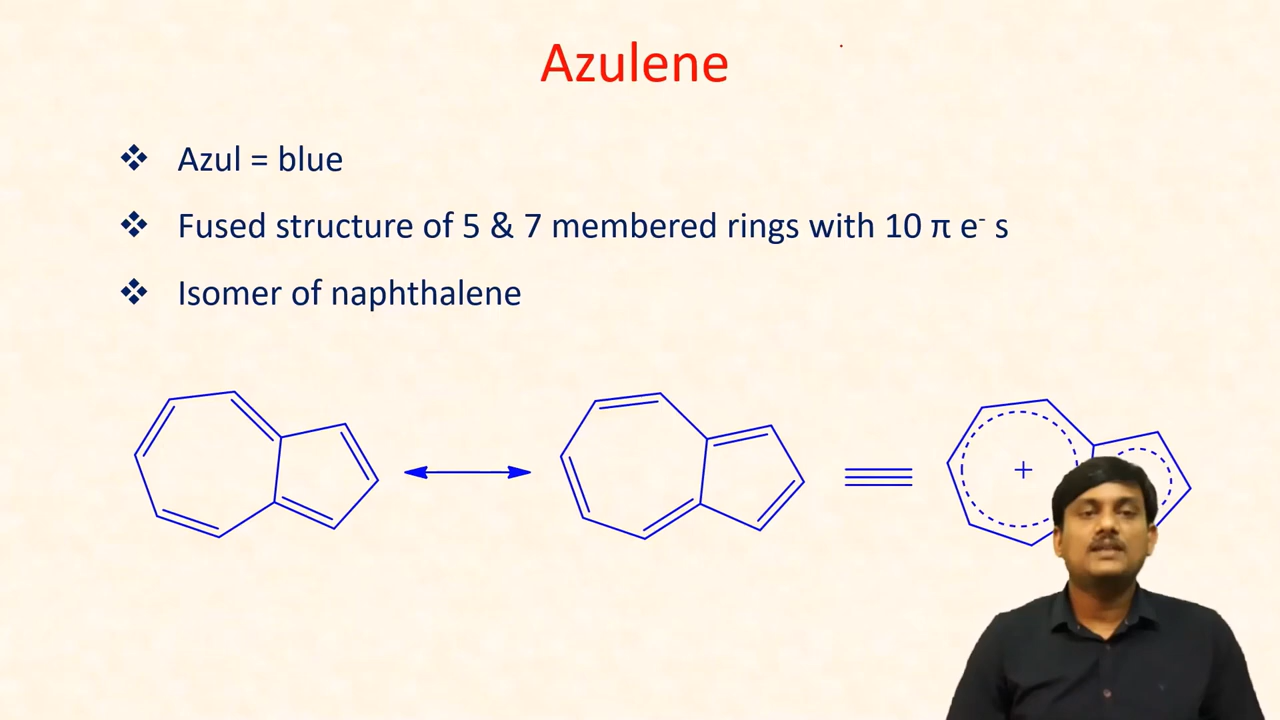 Azulene
❖ Azul = blue
❖ Fused structure of 5 & 7 membered rings with 10 π e⁻ s
❖ Isomer of naphthalene
+